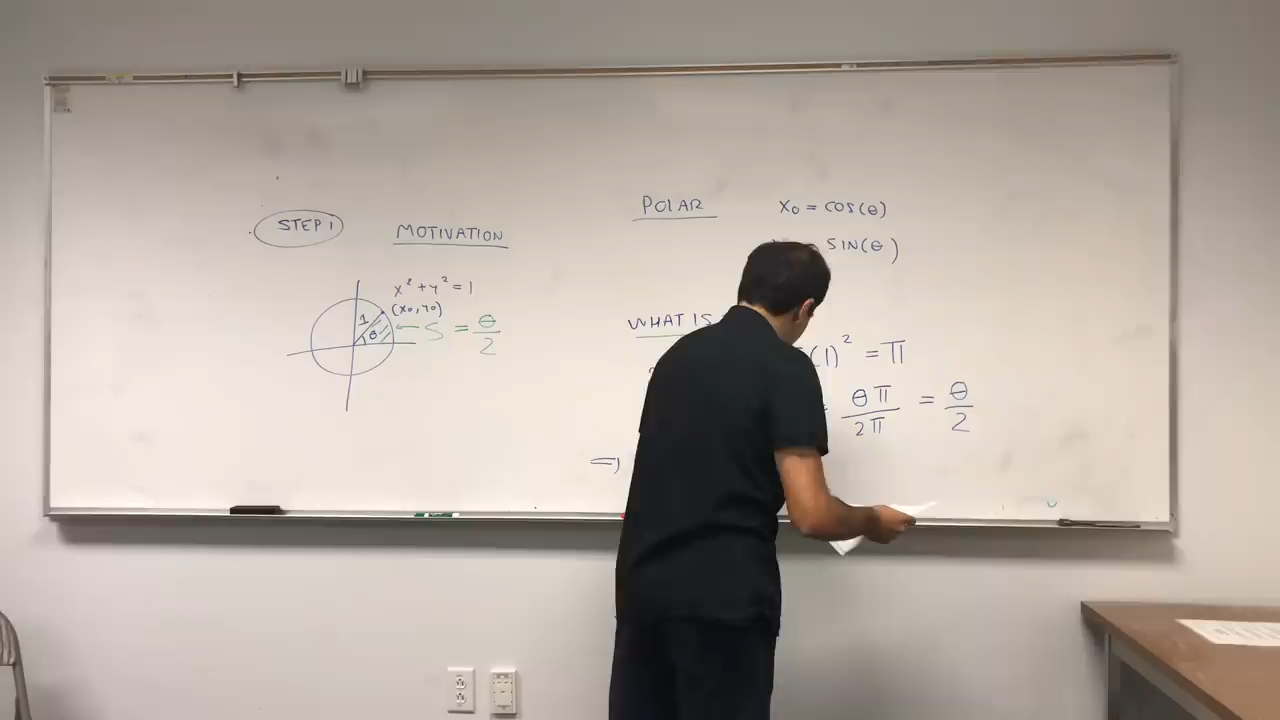 STEP 1
MOTIVATION
x² + y² = 1
(x₀, y₀)
1
θ
S = θ/2
POLAR
x₀ = COS(θ)
SIN(θ)
WHAT IS
(1)² = π
θπ/2π = θ/2
⇒